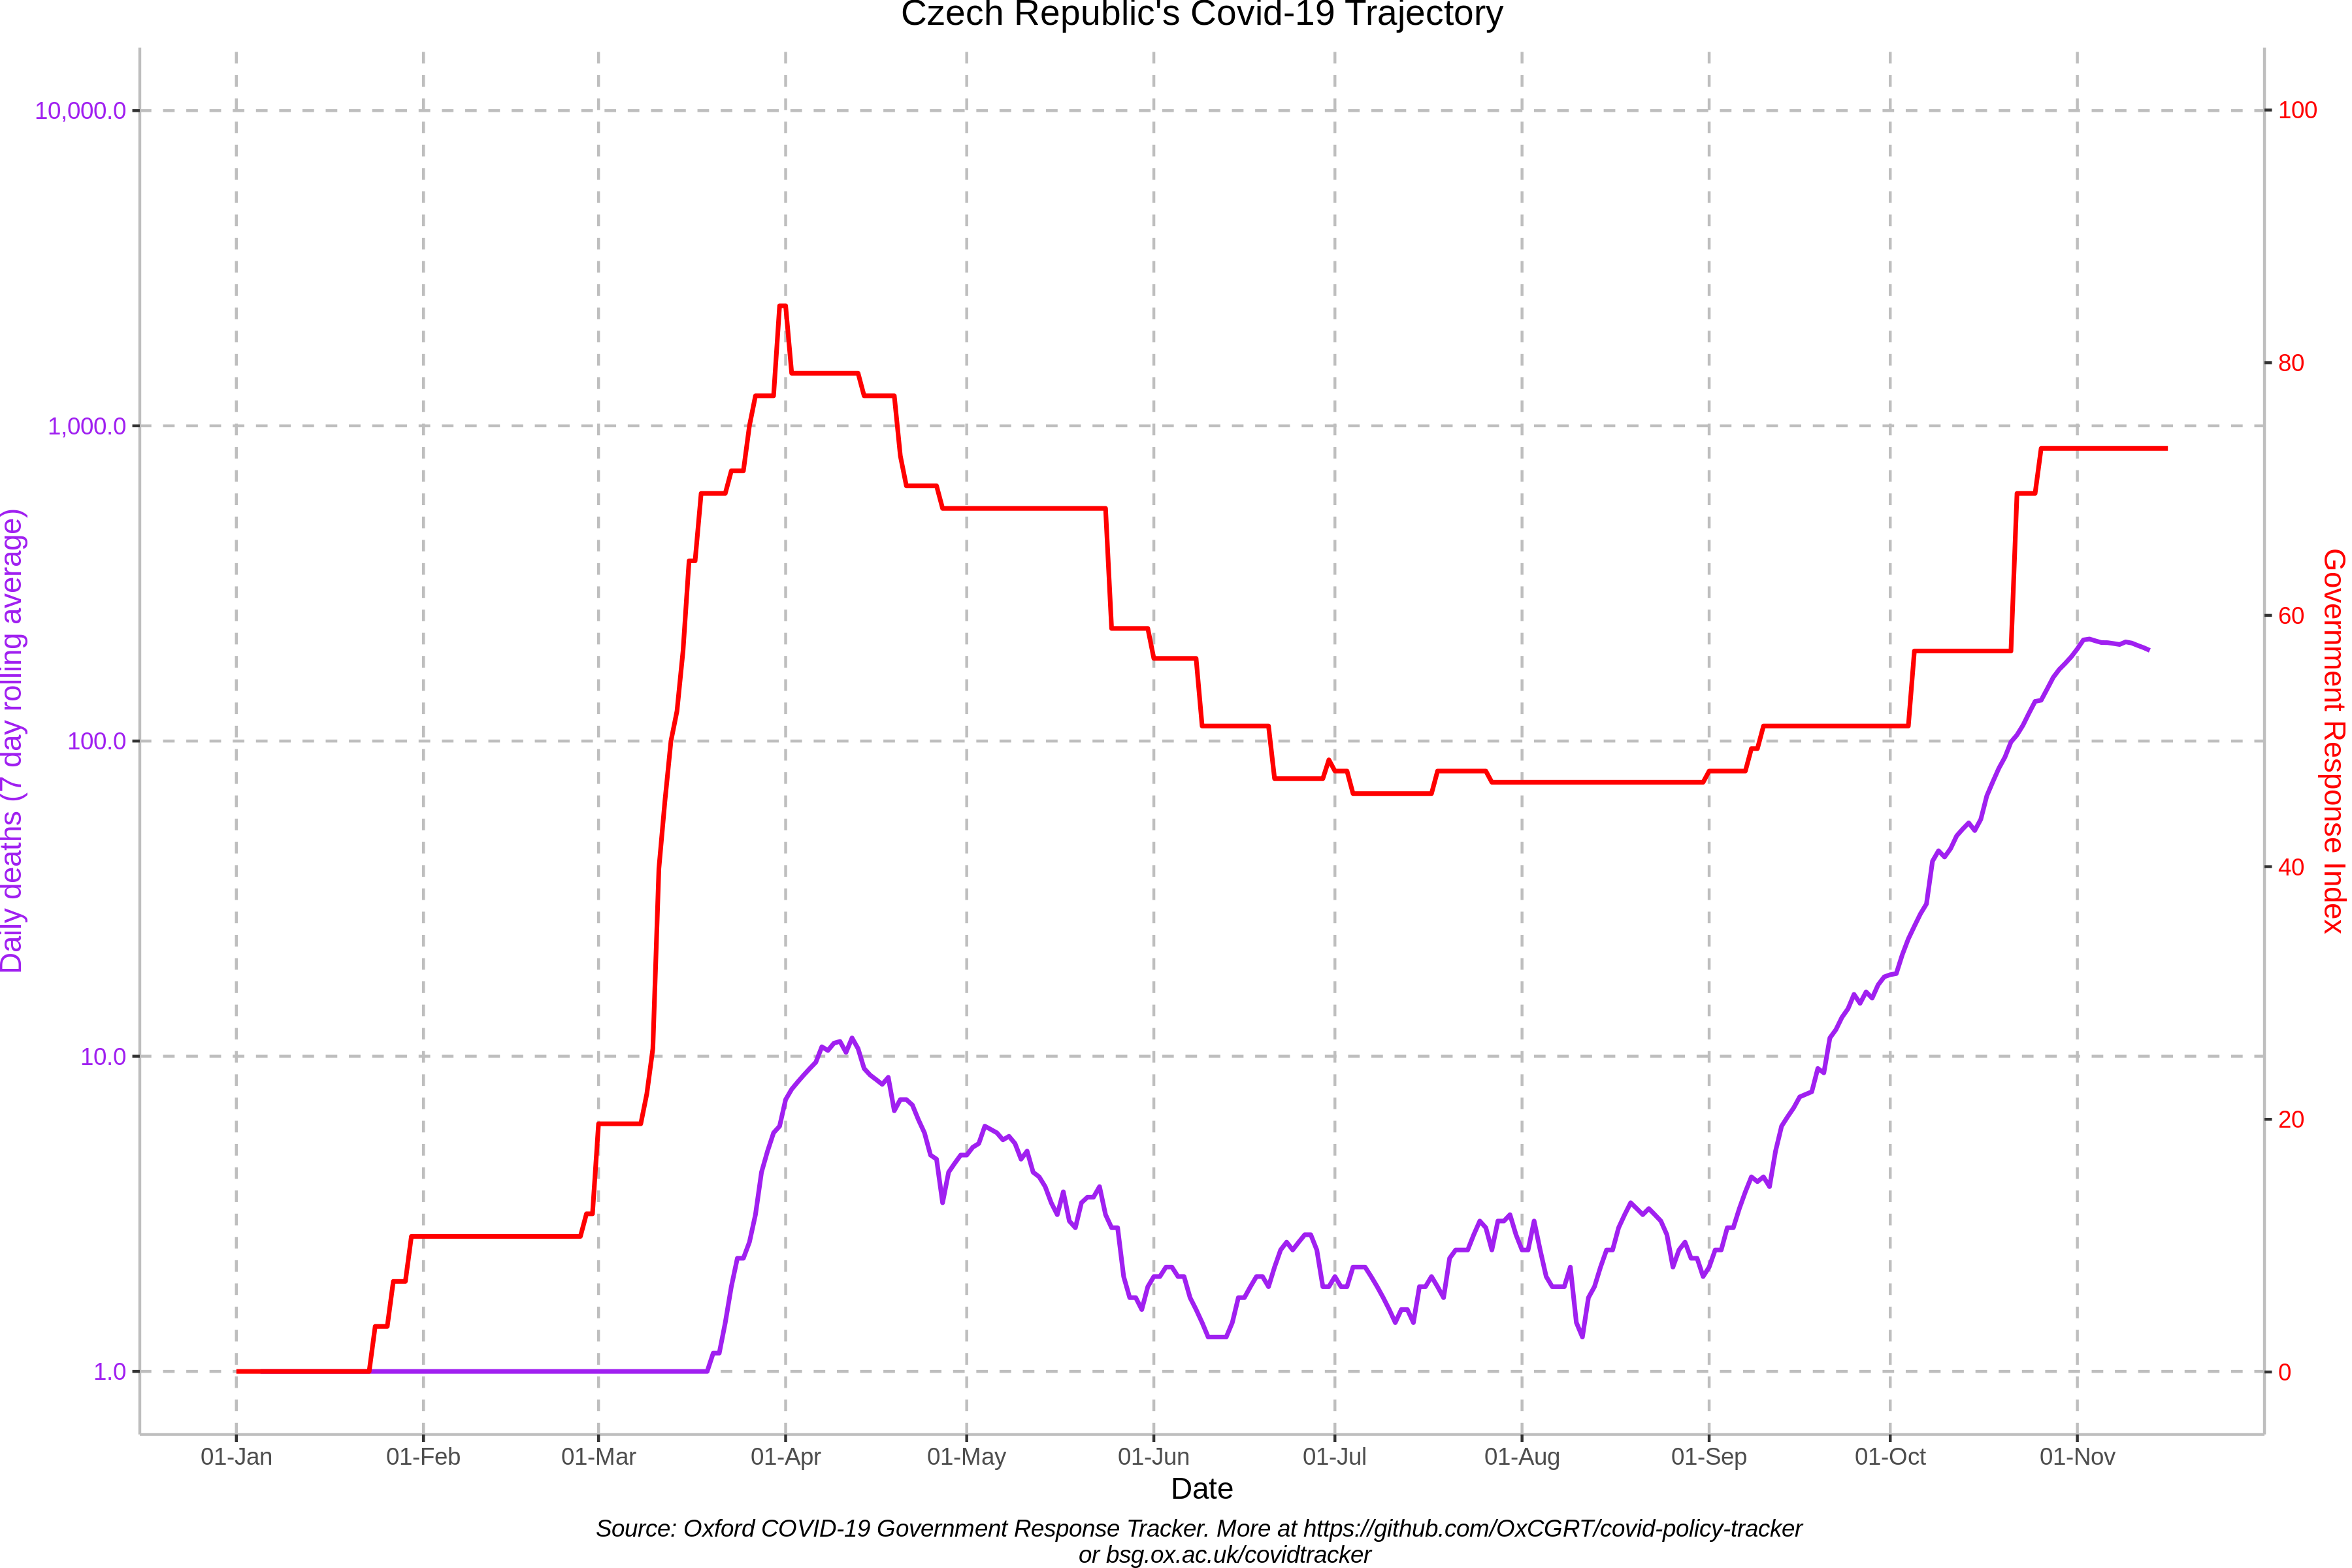 Czech Republic's Covid-19 Trajectory
10,000.0
1,000.0
100.0
10.0
1.0
Daily deaths (7 day rolling average)
100
80
60
40
20
0
Government Response Index
01-Jan 01-Feb 01-Mar 01-Apr 01-May 01-Jun 01-Jul 01-Aug 01-Sep 01-Oct 01-Nov
Date
Source: Oxford COVID-19 Government Response Tracker. More at https://github.com/OxCGRT/covid-policy-tracker
or bsg.ox.ac.uk/covidtracker